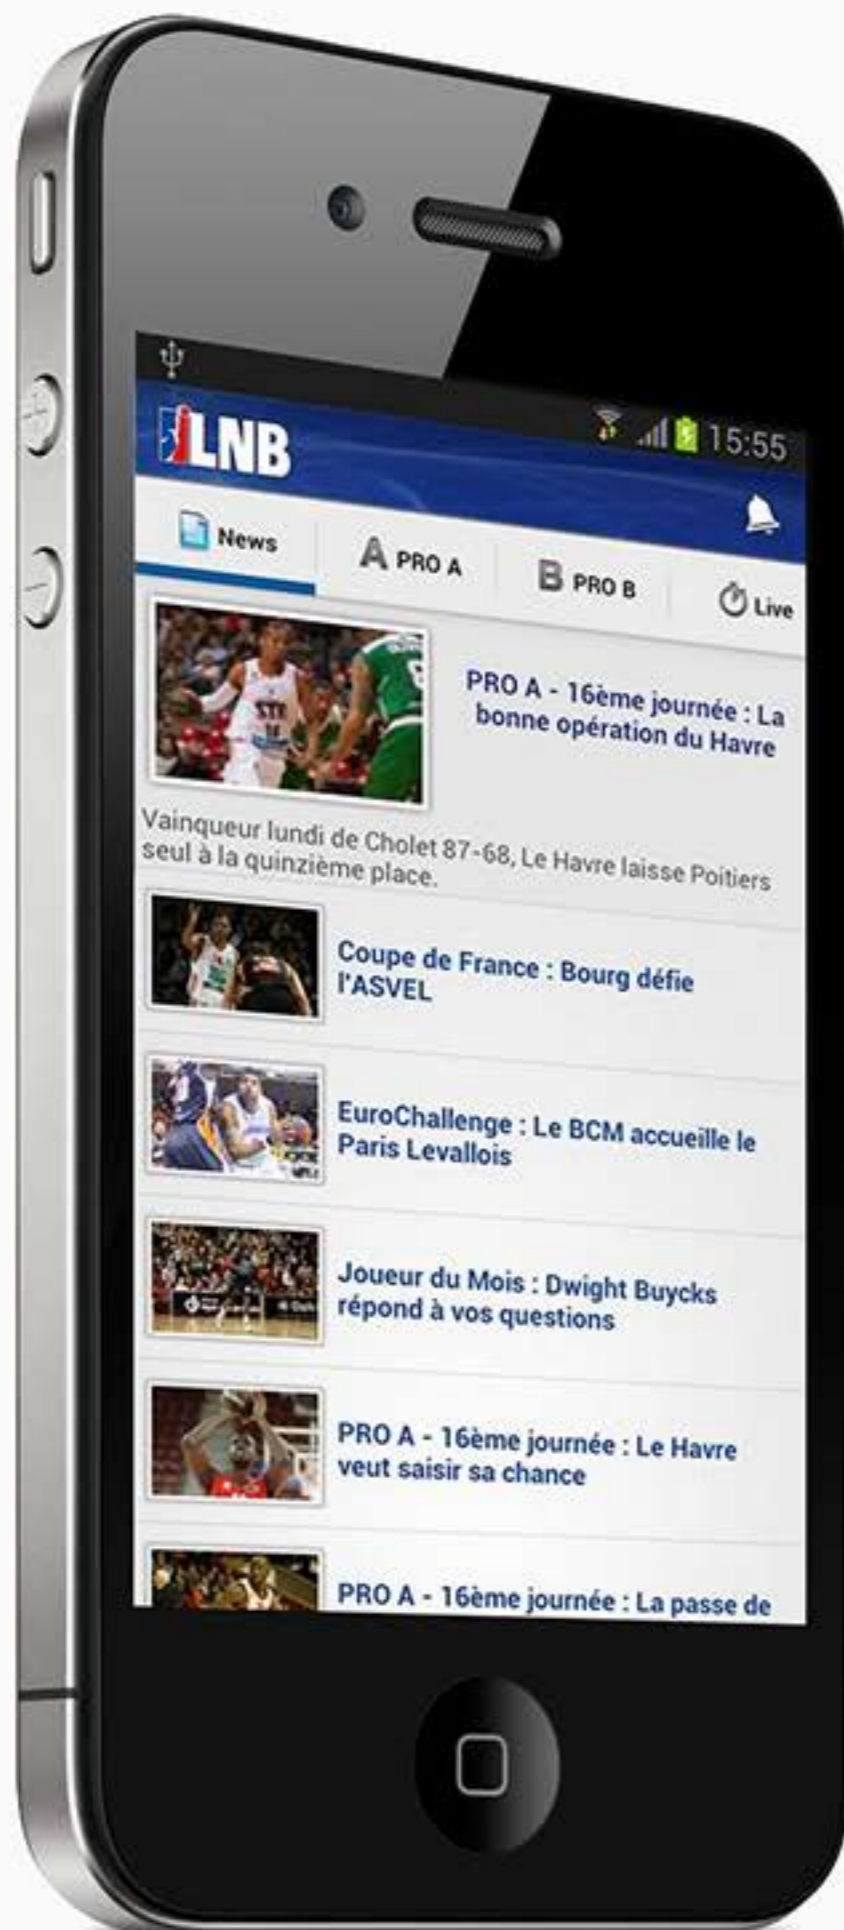 15:55
LNB
News
A PRO A
B PRO B
Live
PRO A - 16ème journée : La
bonne opération du Havre
Vainqueur lundi de Cholet 87-68, Le Havre laisse Poitiers
seul à la quinzième place.
Coupe de France : Bourg défie
l'ASVEL
EuroChallenge : Le BCM accueille le
Paris Levallois
Joueur du Mois : Dwight Buycks
répond à vos questions
PRO A - 16ème journée : Le Havre
veut saisir sa chance
PRO A - 16ème journée : La passe de